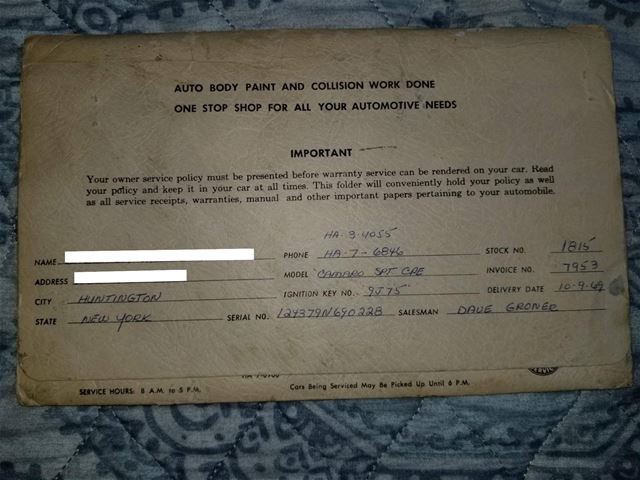 AUTO BODY PAINT AND COLLISION WORK DONE
ONE STOP SHOP FOR ALL YOUR AUTOMOTIVE NEEDS
IMPORTANT
Your owner service policy must be presented before warranty service can be rendered on your car. Read
your policy and keep it in your car at all times. This folder will conveniently hold your policy as well
as all service receipts, warranties, manual and other important papers pertaining to your automobile.
HA-3-4055
NAME PHONE HA-7-6846 STOCK NO. 1815
ADDRESS MODEL CAMARO SPT CPE INVOICE NO. 7953
CITY HUNTINGTON IGNITION KEY NO. 9J75 DELIVERY DATE 10-9-69
STATE NEW YORK SERIAL NO. 124379N690228 SALESMAN DAVE GRONER
SERVICE HOURS: 8 A.M. to 5 P.M. Cars Being Serviced May Be Picked Up Until 6 P.M.